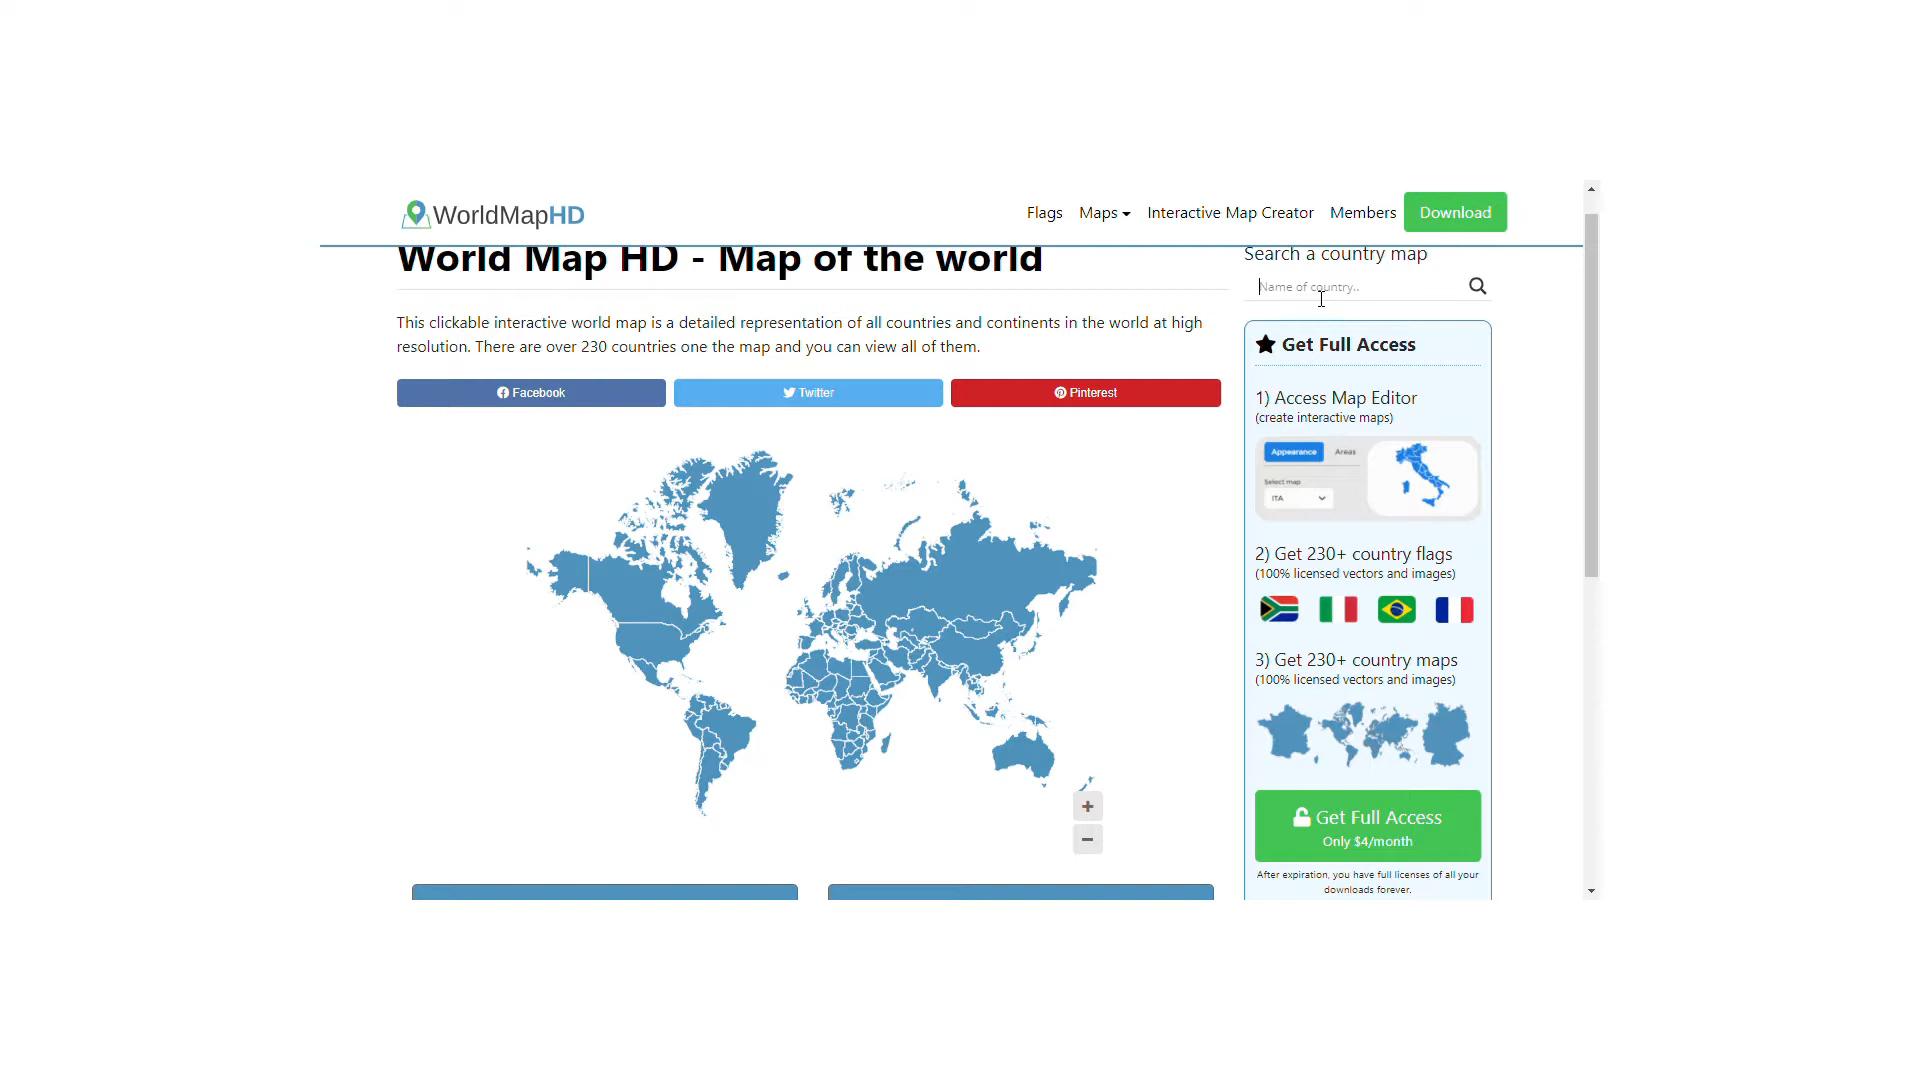 WorldMapHD
Flags Maps Interactive Map Creator Members Download
World Map HD - Map of the world
This clickable interactive world map is a detailed representation of all countries and continents in the world at high
resolution. There are over 230 countries one the map and you can view all of them.
Facebook Twitter Pinterest
+
−
Search a country map
Name of country..
Get Full Access
1) Access Map Editor
(create interactive maps)
Appearance Areas
Select map
ITA
2) Get 230+ country flags
(100% licensed vectors and images)
3) Get 230+ country maps
(100% licensed vectors and images)
Get Full Access
Only $4/month
After expiration, you have full licenses of all your
downloads forever.